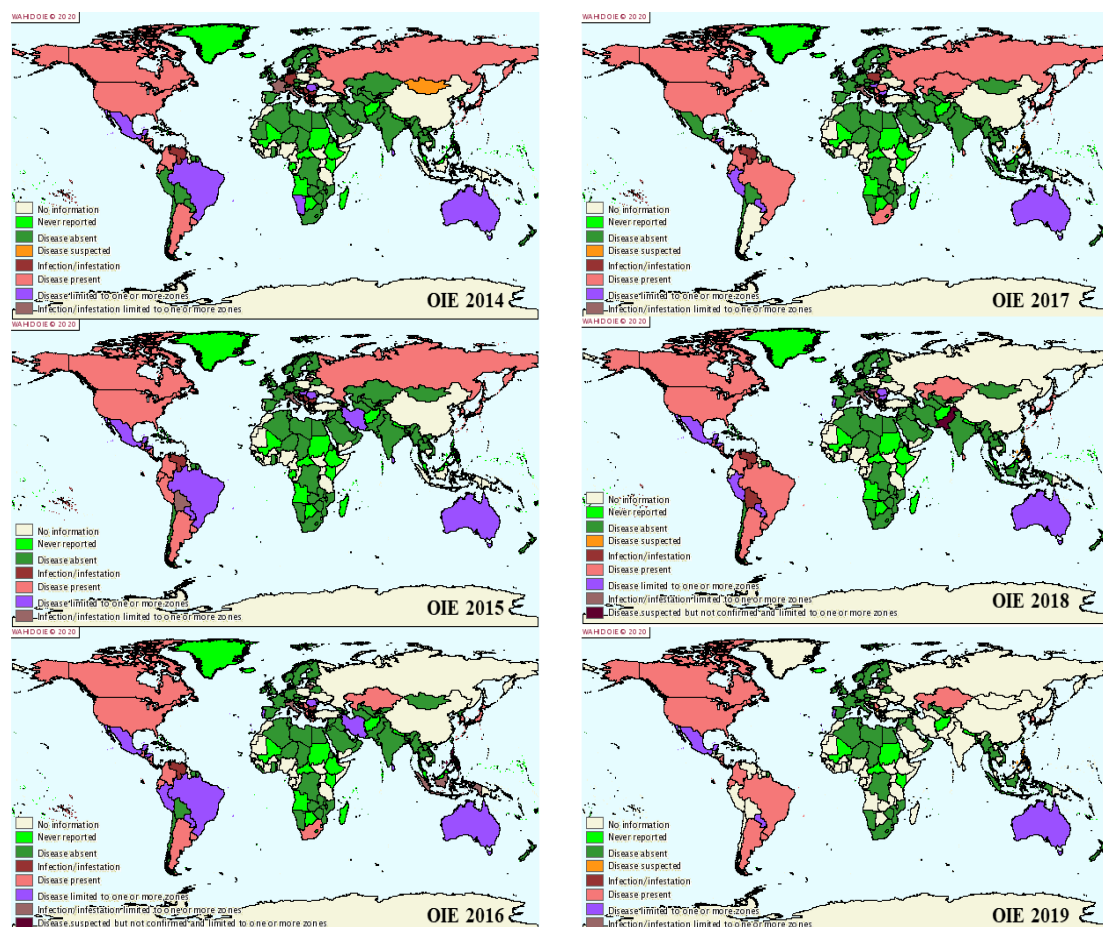 WAHID OIE © 2020
No information
Never reported
Disease absent
Disease suspected
Infection/infestation
Disease present
Disease limited to one or more zones
Infection/infestation limited to one or more zones
OIE 2014
WAHID OIE © 2020
No information
Never reported
Disease absent
Disease suspected
Infection/infestation
Disease present
Disease limited to one or more zones
Infection/infestation limited to one or more zones
OIE 2017
WAHID OIE © 2020
No information
Never reported
Disease absent
Infection/infestation
Disease present
Disease limited to one or more zones
Infection/infestation limited to one or more zones
OIE 2015
WAHID OIE © 2020
No information
Never reported
Disease absent
Disease suspected
Infection/infestation
Disease present
Disease limited to one or more zones
Infection/infestation limited to one or more zones
Disease suspected but not confirmed and limited to one or more zones
OIE 2018
WAHID OIE © 2020
No information
Never reported
Disease absent
Infection/infestation
Disease present
Disease limited to one or more zones
Infection/infestation limited to one or more zones
Disease suspected but not confirmed and limited to one or more zones
OIE 2016
WAHID OIE © 2020
No information
Never reported
Disease absent
Disease suspected
Infection/infestation
Disease present
Disease limited to one or more zones
Infection/infestation limited to one or more zones
OIE 2019